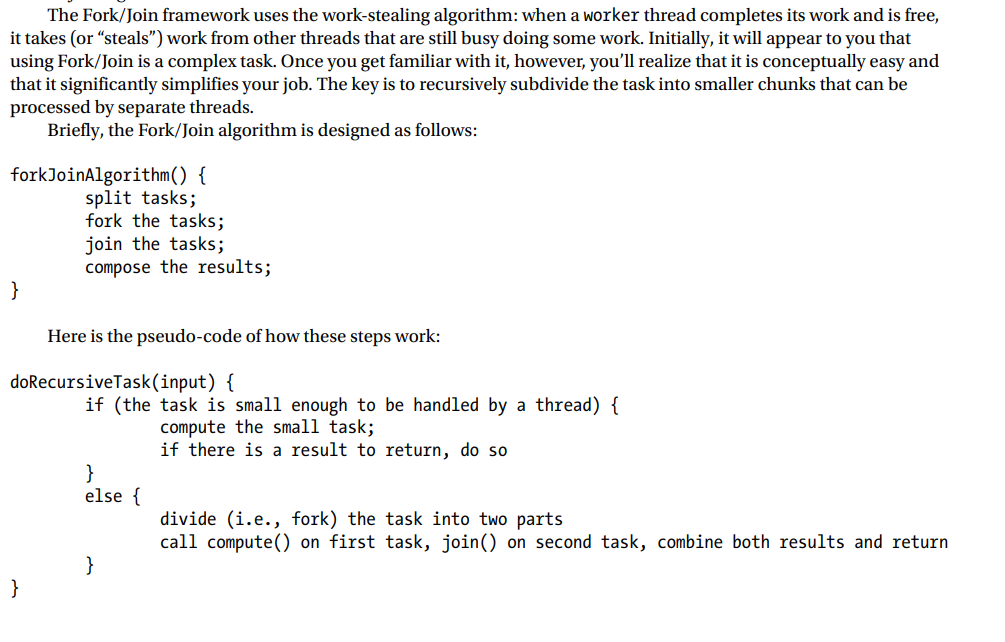 The Fork/Join framework uses the work-stealing algorithm: when a worker thread completes its work and is free,
it takes (or “steals”) work from other threads that are still busy doing some work. Initially, it will appear to you that
using Fork/Join is a complex task. Once you get familiar with it, however, you’ll realize that it is conceptually easy and
that it significantly simplifies your job. The key is to recursively subdivide the task into smaller chunks that can be
processed by separate threads.
Briefly, the Fork/Join algorithm is designed as follows:
forkJoinAlgorithm() {
split tasks;
fork the tasks;
join the tasks;
compose the results;
}
Here is the pseudo-code of how these steps work:
doRecursiveTask(input) {
if (the task is small enough to be handled by a thread) {
compute the small task;
if there is a result to return, do so
}
else {
divide (i.e., fork) the task into two parts
call compute() on first task, join() on second task, combine both results and return
}
}